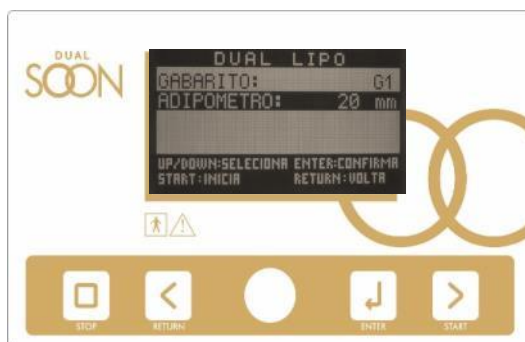 DUAL
SOON
DUAL LIPO
GABARITO: G1
ADIPOMETRO: 20 mm
UP/DOWN:SELECIONA ENTER:CONFIRMA
START:INICIA RETURN:VOLTA
STOP
RETURN
ENTER
START